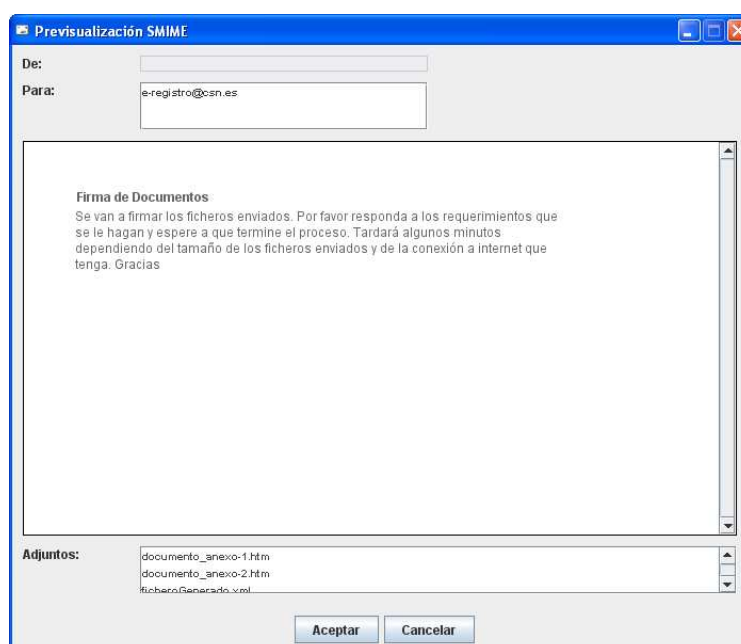 Previsualización SMIME
De:
Para:
e-registro@csn.es
Firma de Documentos
Se van a firmar los ficheros enviados. Por favor responda a los requerimientos que
se le hagan y espere a que termine el proceso. Tardará algunos minutos
dependiendo del tamaño de los ficheros enviados y de la conexión a internet que
tenga. Gracias
Adjuntos:
documento_anexo-1.htm
documento_anexo-2.htm
ficheroGenerado.xml
Aceptar
Cancelar